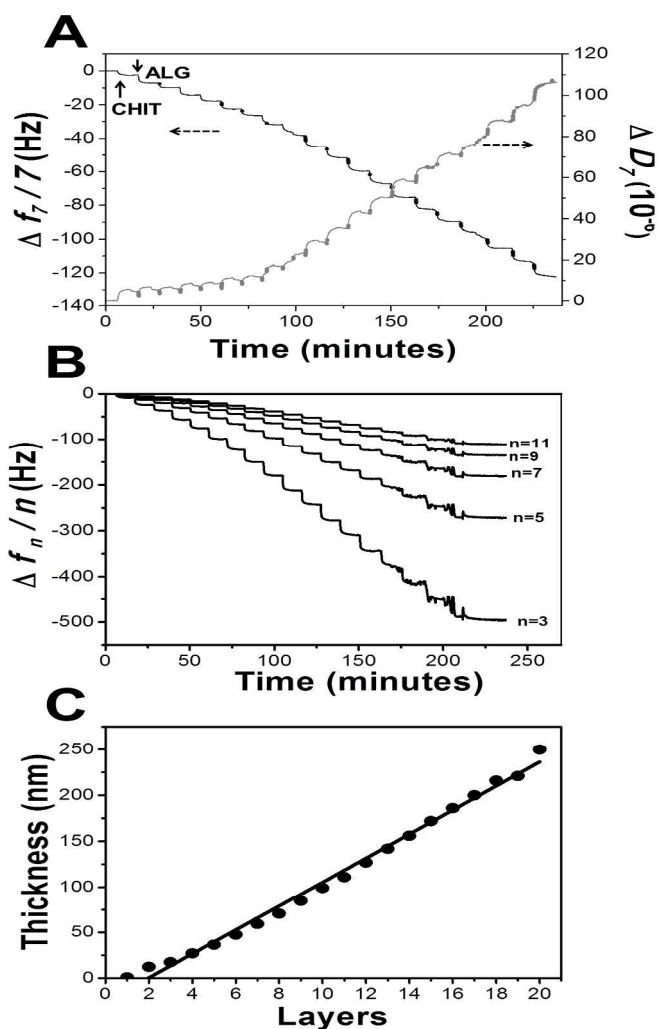 A
0
-20
-40
-60
-80
-100
-120
-140
Δ f7 / 7 (Hz)
ALG
CHIT
120
100
80
60
40
20
0
Δ D7 (10
0 50 100 150 200
Time (minutes)
B
0
-100
-200
-300
-400
-500
Δ fn / n (Hz)
n=11
n=9
n=7
n=5
n=3
0 50 100 150 200 250
Time (minutes)
C
250
200
150
100
50
0
Thickness (nm)
0 2 4 6 8 10 12 14 16 18 20
Layers